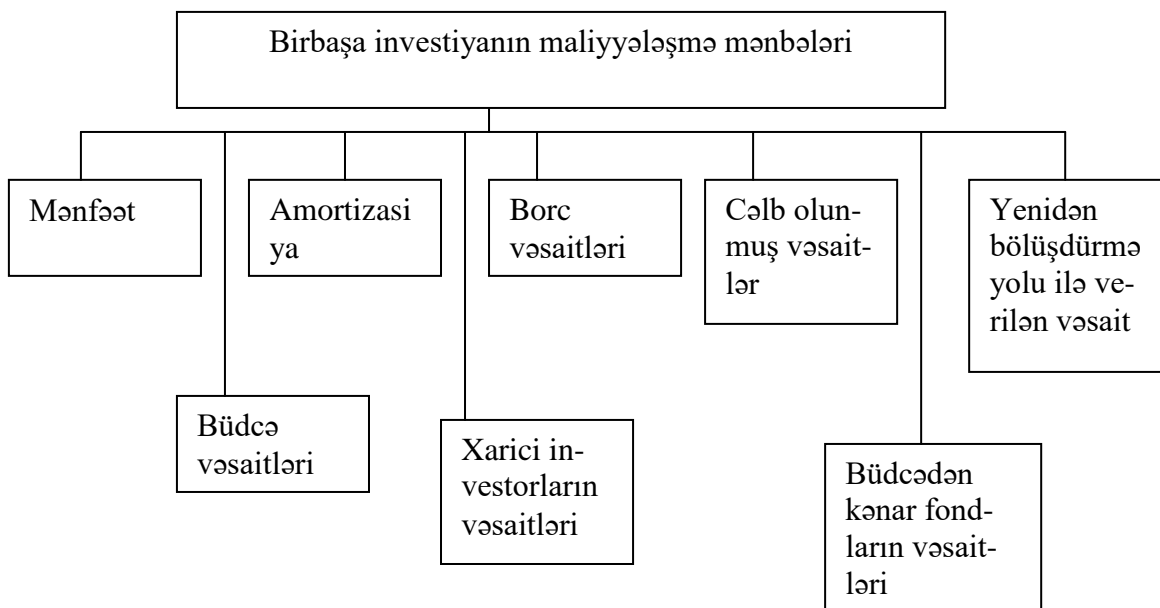 Birbaşa investiyanın maliyyələşmə mənbələri
Mənfəət
Amortizasi
ya
Borc
vəsaitləri
Cəlb olun-
muş vəsait-
lər
Yenidən
bölüşdürmə
yolu ilə ve-
rilən vəsait
Büdcə
vəsaitləri
Xarici in-
vestorların
vəsaitləri
Büdcədən
kənar fond-
ların vəsait-
ləri